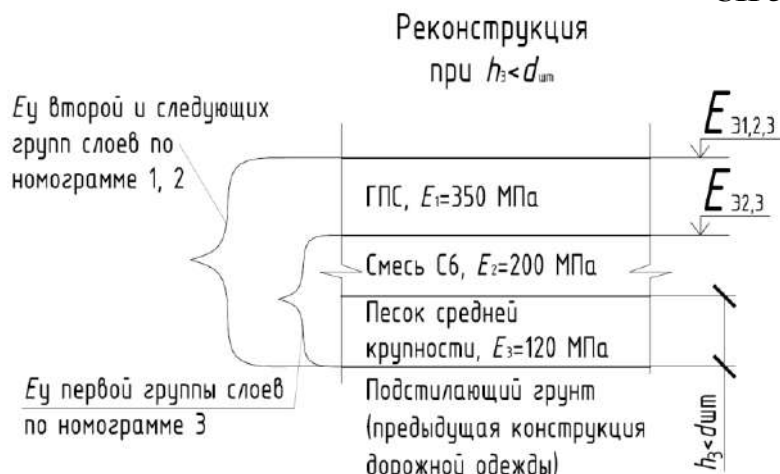 Реконструкция
при h₃<dшт
Eу второй и следующих
групп слоев по
номограмме 1, 2
Eэ1,2,3
ГПС, E₁=350 МПа
Eэ2,3
Смесь С6, E₂=200 МПа
Песок средней
крупности, E₃=120 МПа
Eу первой группы слоев
по номограмме 3
Подстилающий грунт
(предыдущая конструкция
дорожной одежды)
h₃<dшт